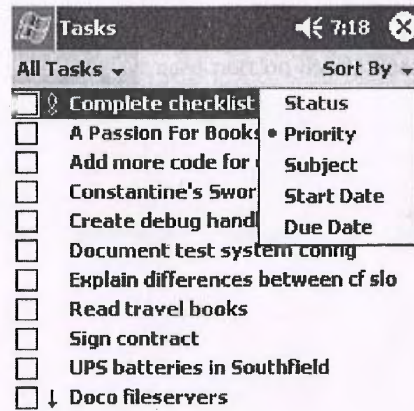 Tasks 7:18
All Tasks Sort By
Complete checklist
A Passion For Books
Add more code for
Constantine's Swor
Create debug handl
Document test system config
Explain differences between cf slo
Read travel books
Sign contract
UPS batteries in Southfield
Doco fileservers
Status
Priority
Subject
Start Date
Due Date